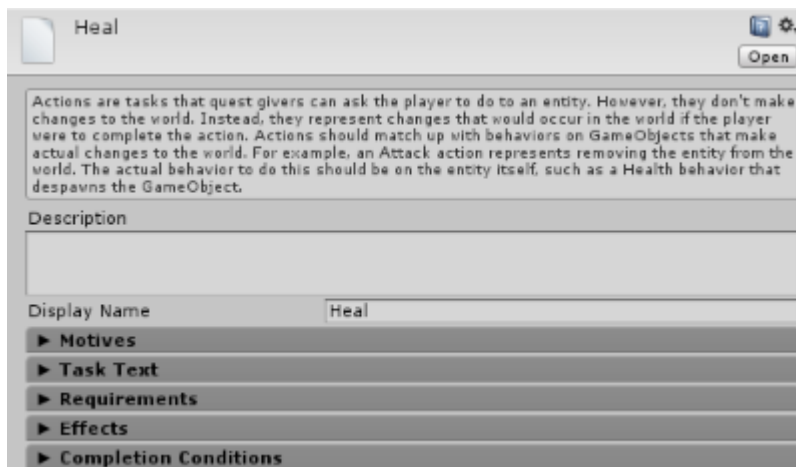 Heal
Open
Actions are tasks that quest givers can ask the player to do to an entity. However, they don't make
changes to the world. Instead, they represent changes that would occur in the world if the player
were to complete the action. Actions should match up with behaviors on GameObjects that make
actual changes to the world. For example, an Attack action represents removing the entity from the
world. The actual behavior to do this should be on the entity itself, such as a Health behavior that
despawns the GameObject.
Description
Display Name Heal
Motives
Task Text
Requirements
Effects
Completion Conditions